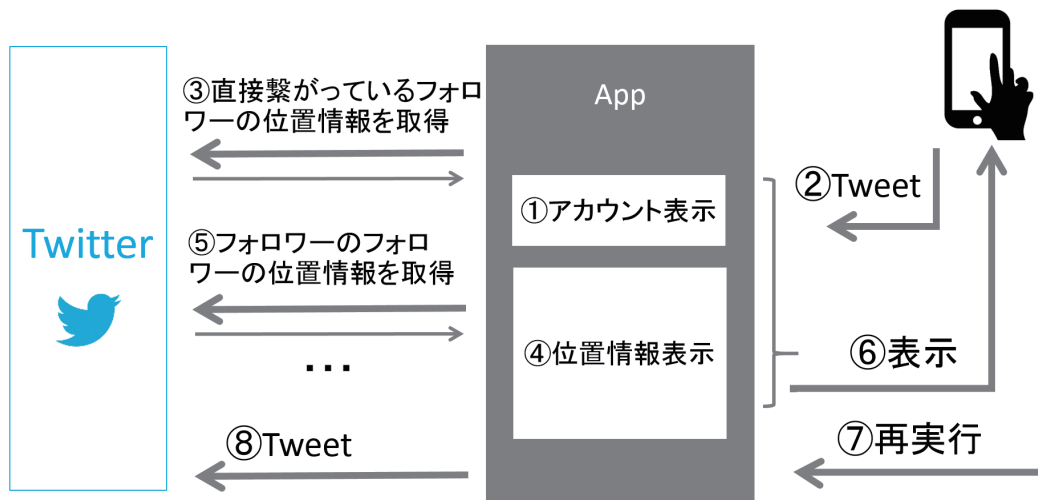 ③直接繋がっているフォロ
ワーの位置情報を取得
App
②Tweet
①アカウント表示
Twitter
⑤フォロワーのフォロ
ワーの位置情報を取得
④位置情報表示
⑥表示
...
⑦再実行
⑧Tweet